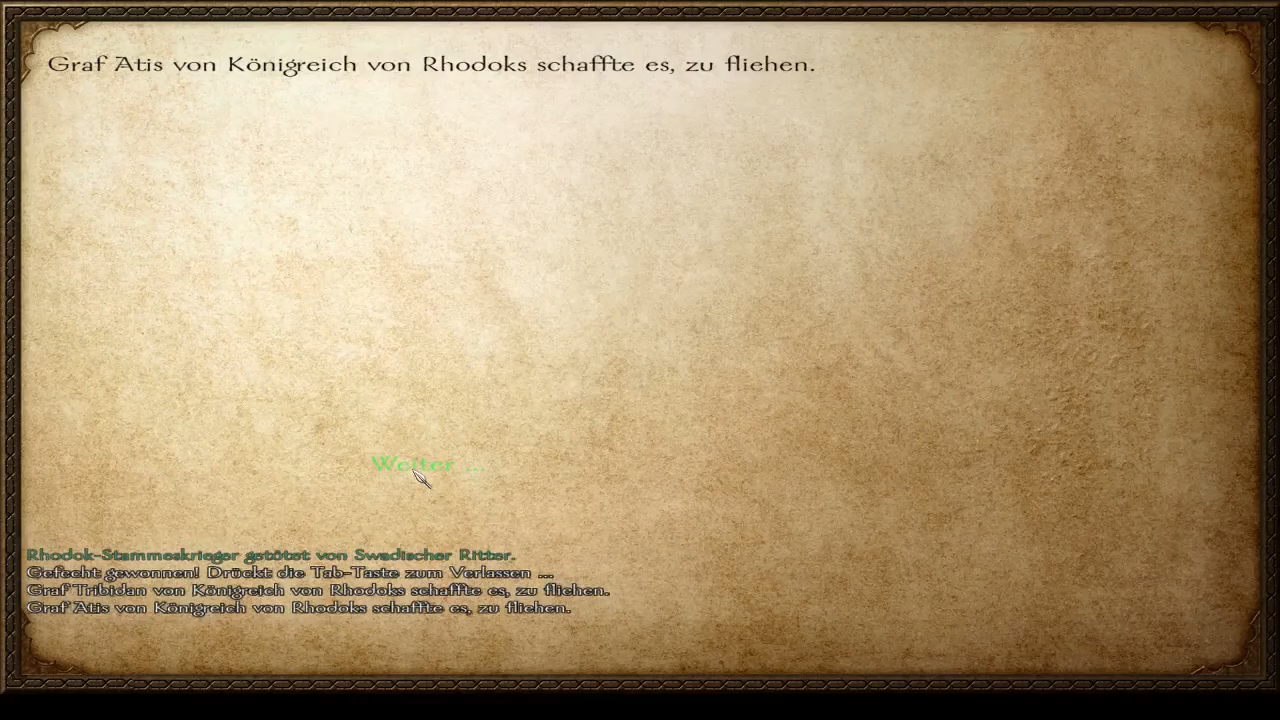 Graf Atis von Königreich von Rhodoks schaffte es, zu fliehen.
Weiter ...
Rhodok-Stammeskrieger getötet von Swadischer Ritter.
Gefecht gewonnen! Drückt die Tab-Taste zum Verlassen ...
Graf Tribidan von Königreich von Rhodoks schaffte es, zu fliehen.
Graf Atis von Königreich von Rhodoks schaffte es, zu fliehen.